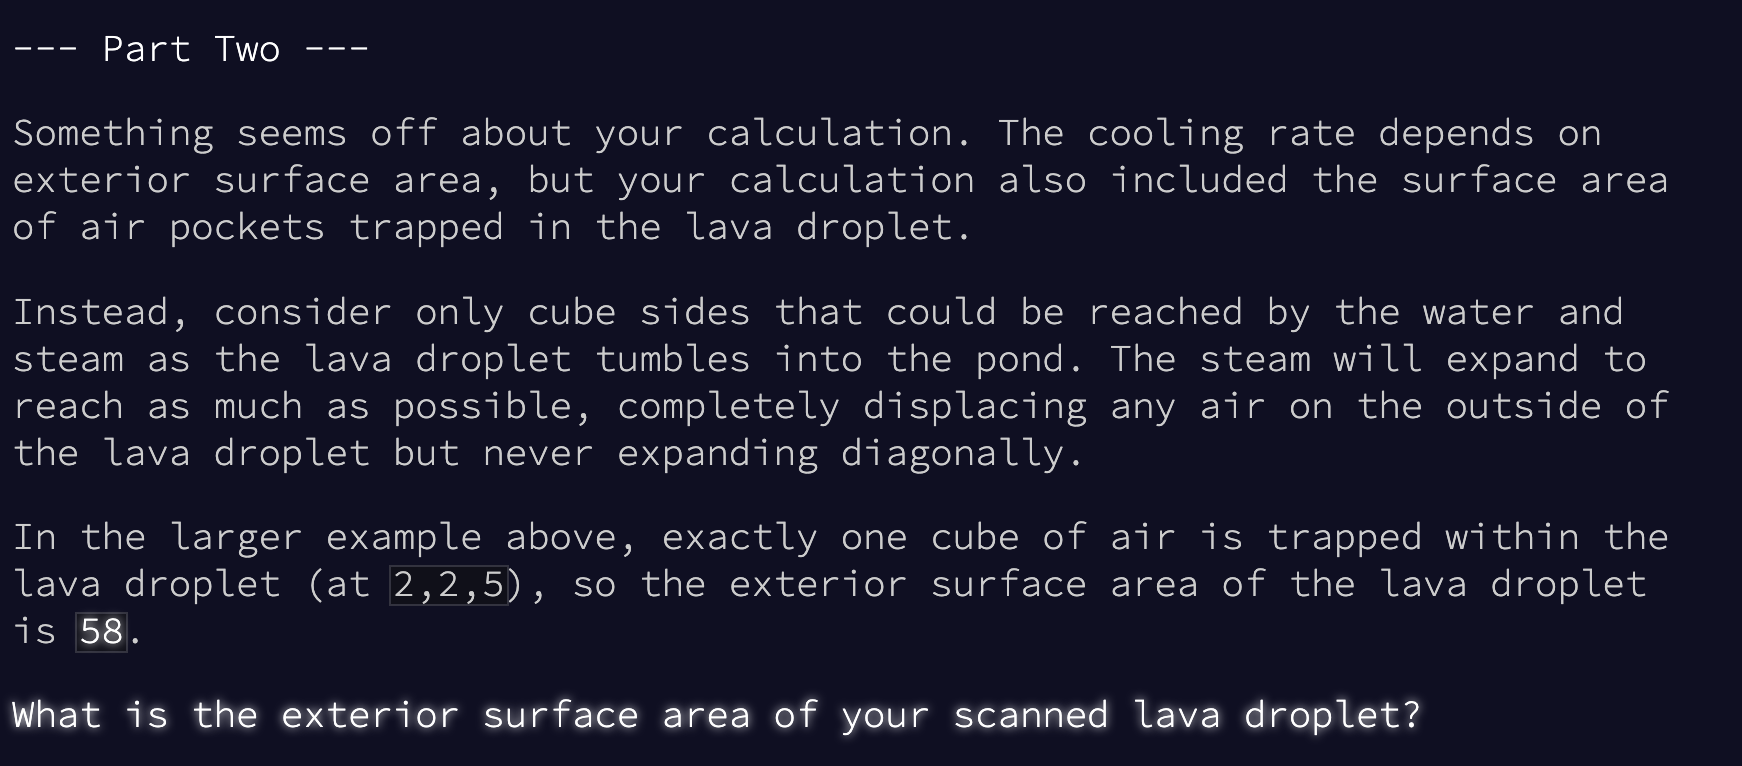 --- Part Two ---
Something seems off about your calculation. The cooling rate depends on
exterior surface area, but your calculation also included the surface area
of air pockets trapped in the lava droplet.
Instead, consider only cube sides that could be reached by the water and
steam as the lava droplet tumbles into the pond. The steam will expand to
reach as much as possible, completely displacing any air on the outside of
the lava droplet but never expanding diagonally.
In the larger example above, exactly one cube of air is trapped within the
lava droplet (at 2,2,5), so the exterior surface area of the lava droplet
is 58.
What is the exterior surface area of your scanned lava droplet?